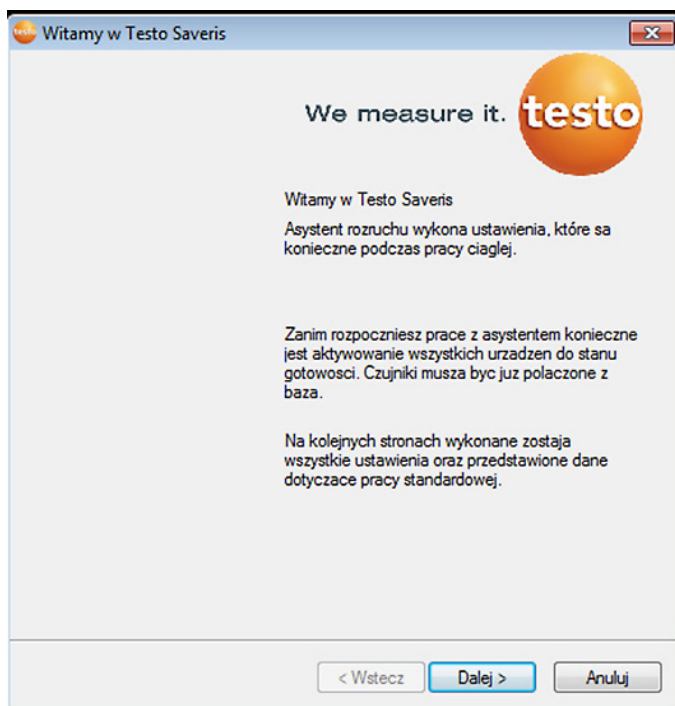 testo Witamy w Testo Saveris
We measure it. testo
Witamy w Testo Saveris
Asystent rozruchu wykona ustawienia, które sa
konieczne podczas pracy ciaglej.
Zanim rozpoczniesz prace z asystentem konieczne
jest aktywowanie wszystkich urzadzen do stanu
gotowosci. Czujniki musza byc juz polaczone z
baza.
Na kolejnych stronach wykonane zostaja
wszystkie ustawienia oraz przedstawione dane
dotyczace pracy standardowej.
< Wstecz Dalej > Anuluj